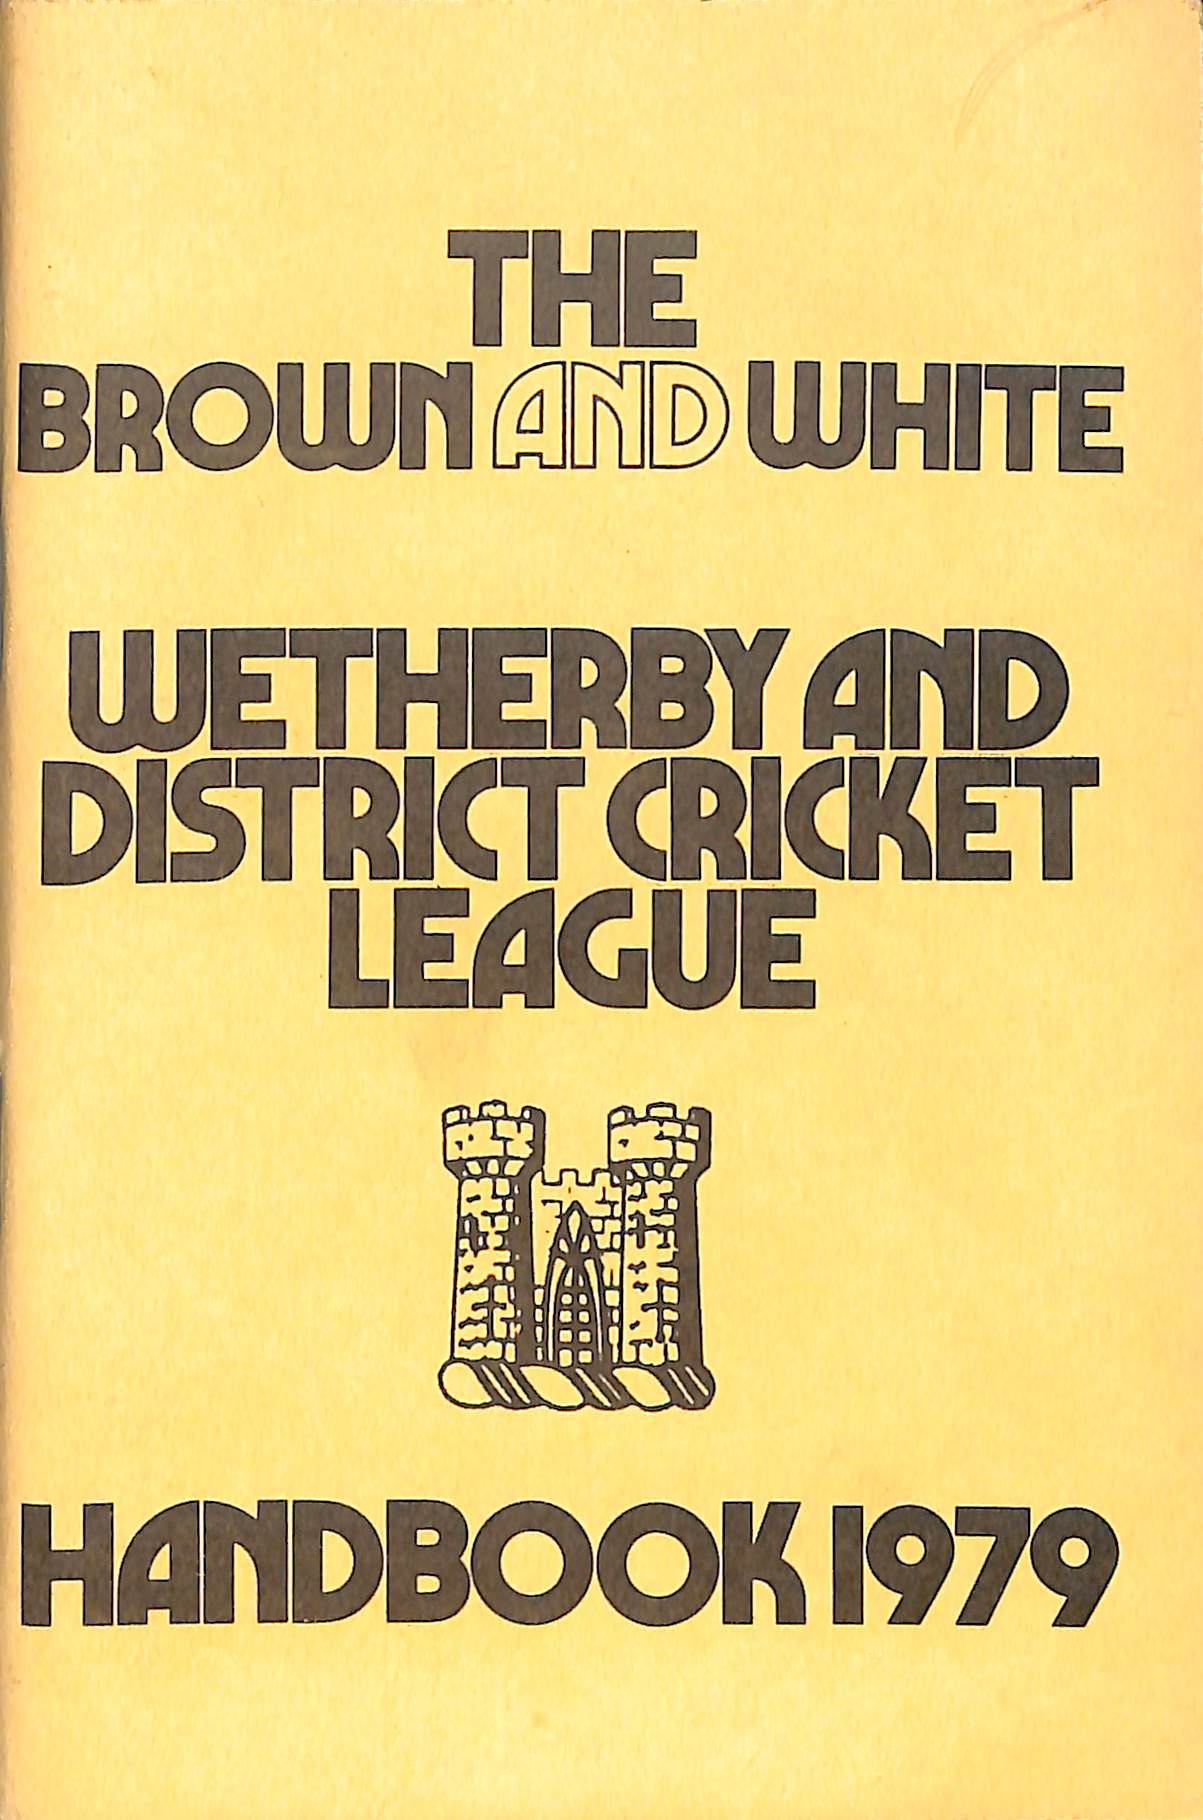 THE
BROWN AND WHITE
WETHERBY AND
DISTRICT CRICKET
LEAGUE
HANDBOOK 1979